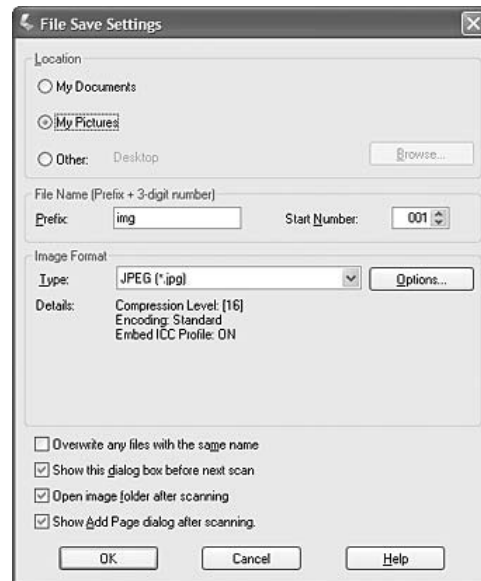 File Save Settings
Location
My Documents
My Pictures
Other: Desktop Browse...
File Name (Prefix + 3-digit number)
Prefix: img Start Number: 001
Image Format
Type: JPEG (*.jpg) Options...
Details: Compression Level: [16]
Encoding: Standard
Embed ICC Profile: ON
Overwrite any files with the same name
Show this dialog box before next scan
Open image folder after scanning
Show Add Page dialog after scanning.
OK Cancel Help